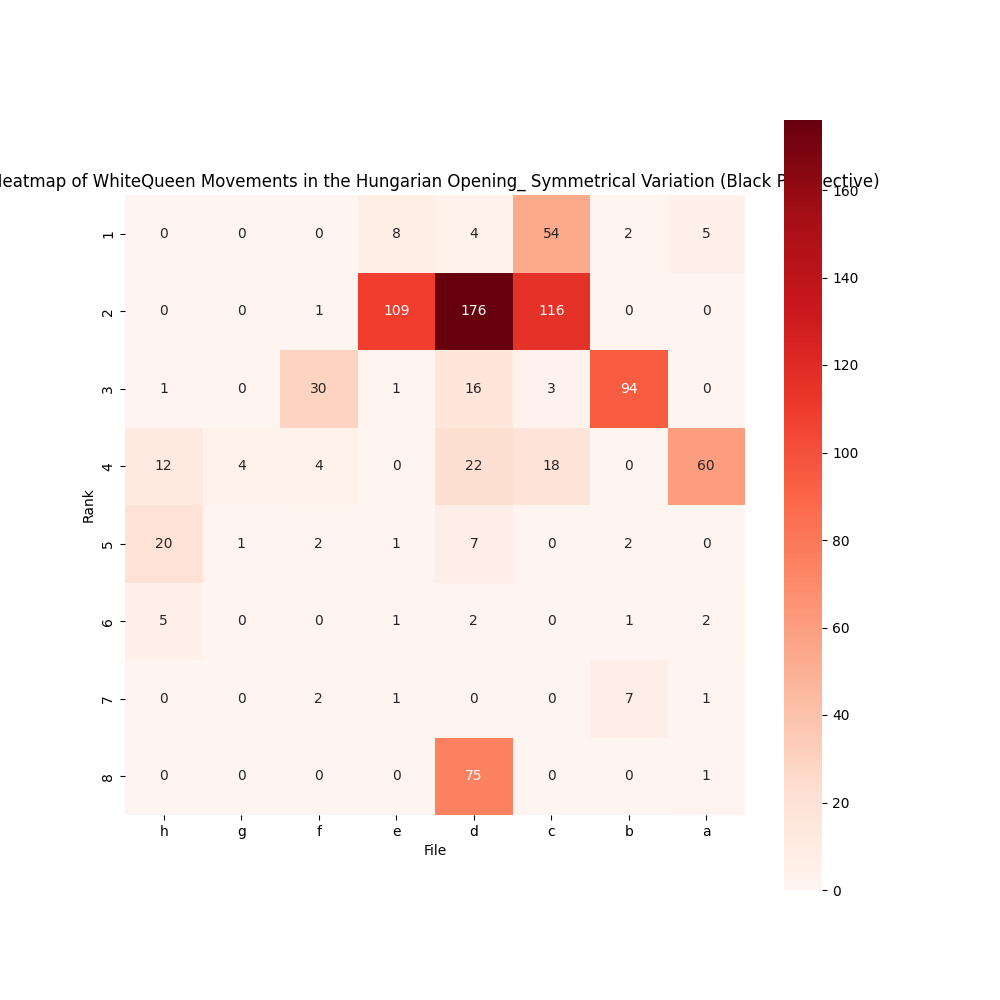 eatmap of WhiteQueen Movements in the Hungarian Opening_ Symmetrical Variation (Black P ective)
160
140
120
100
80
60
40
20
0
Rank
1 0 0 0 8 4 54 2 5
2 0 0 1 109 176 116 0 0
3 1 0 30 1 16 3 94 0
4 12 4 4 0 22 18 0 60
5 20 1 2 1 7 0 2 0
6 5 0 0 1 2 0 1 2
7 0 0 2 1 0 0 7 1
8 0 0 0 0 75 0 0 1
h g f e d c b a
File